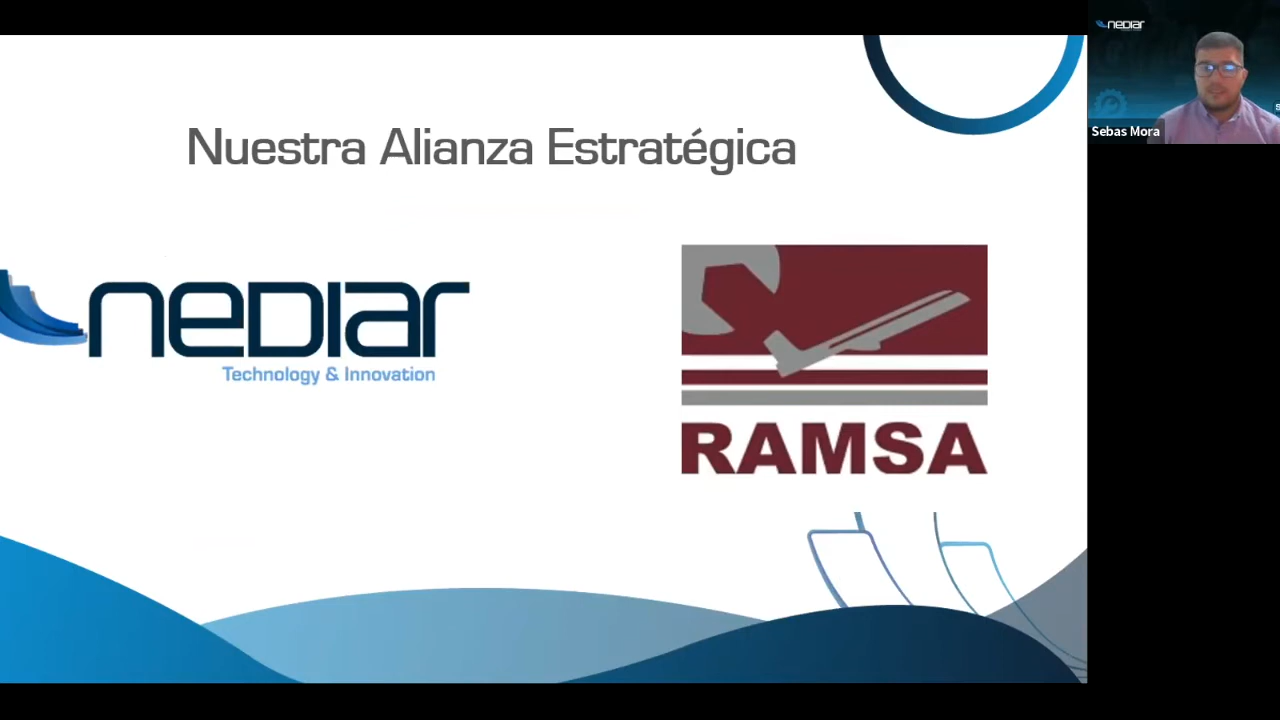 Nuestra Alianza Estratégica
neDIar
Technology & Innovation
RAMSA
neDIar
Sebas Mora
s